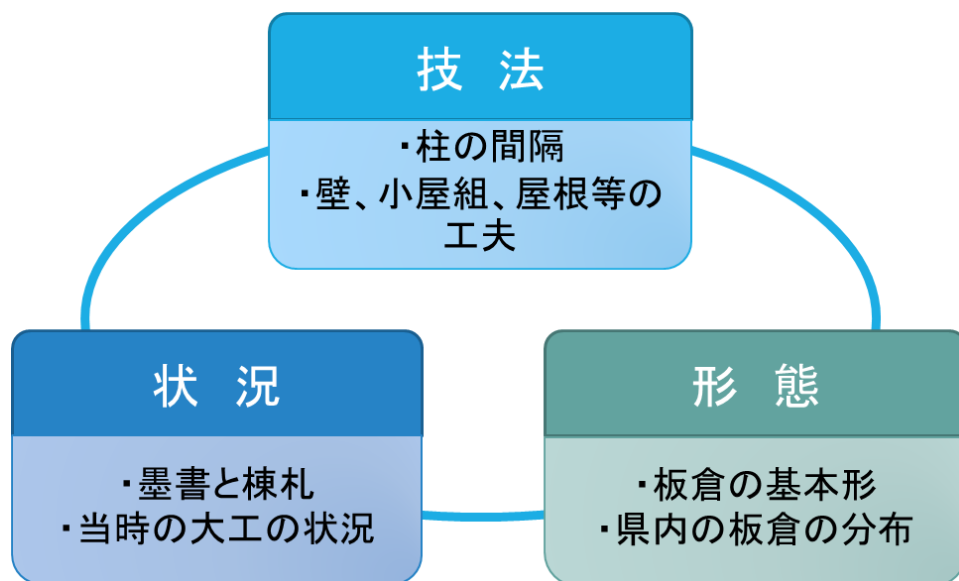 技 法
・柱の間隔
・壁、小屋組、屋根等の
工夫
状 況
・墨書と棟札
・当時の大工の状況
形 態
・板倉の基本形
・県内の板倉の分布